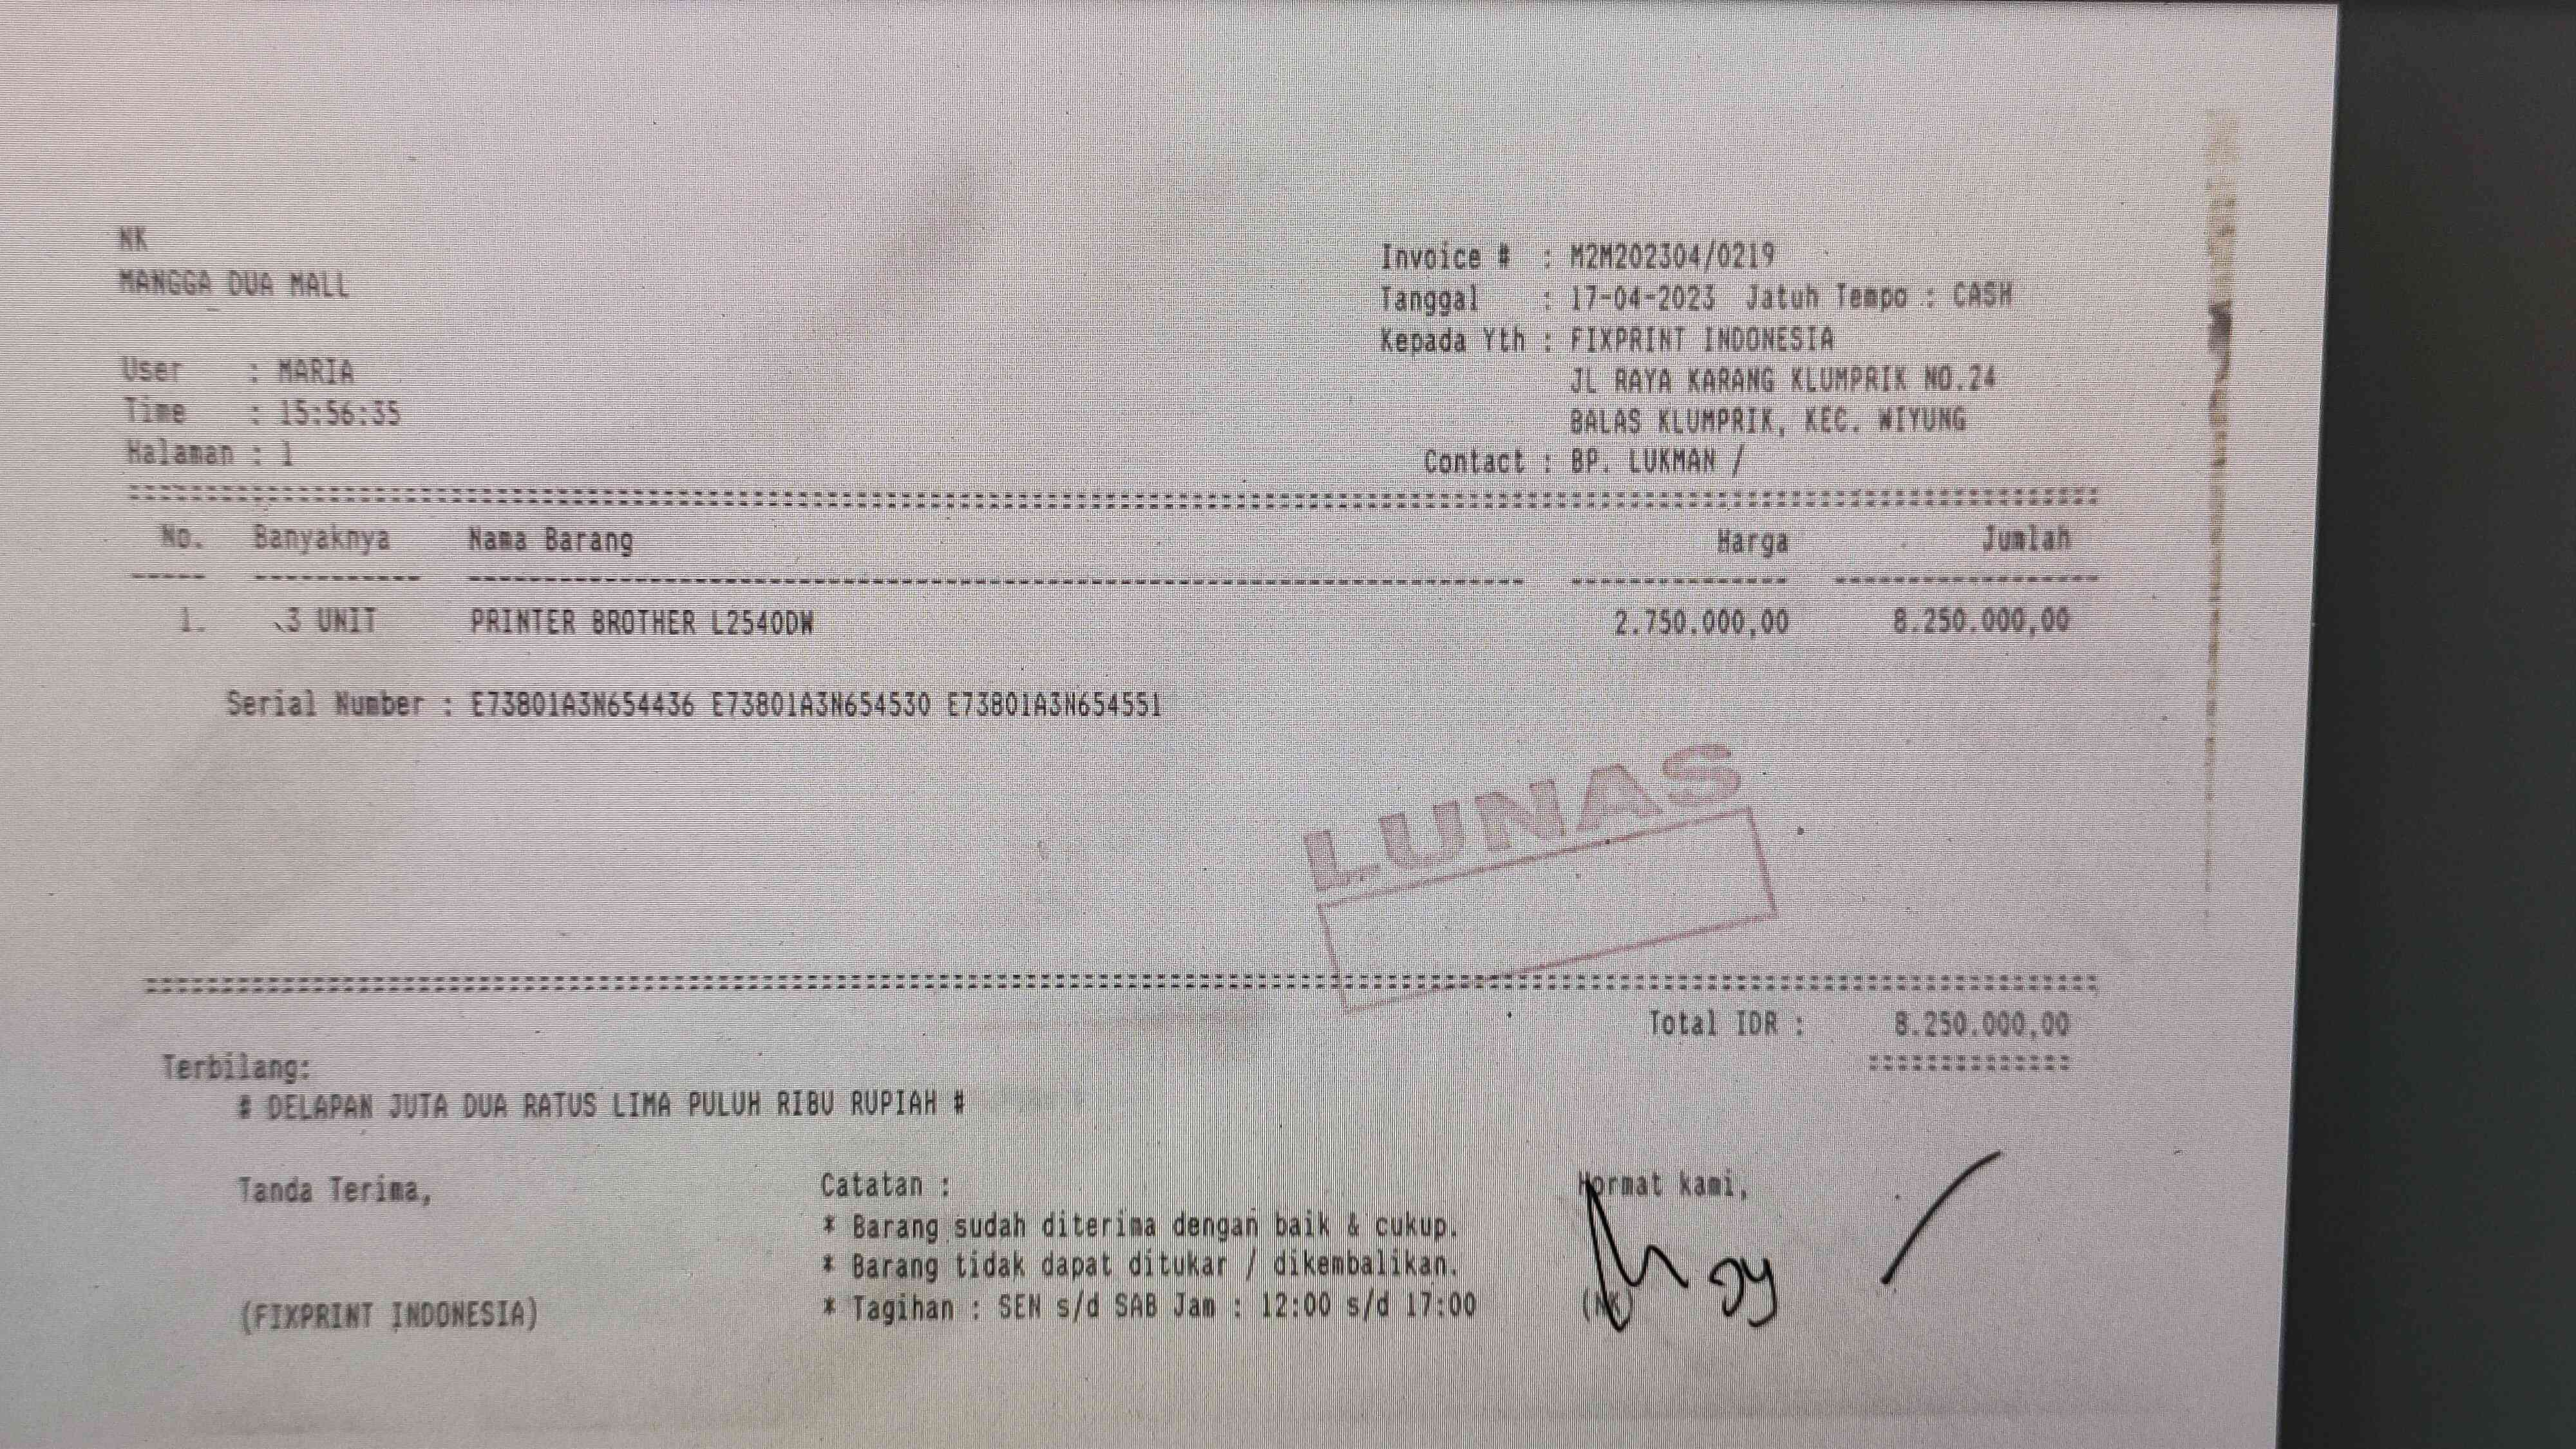 NK
MANGGA DUA MALL
User : MARIA
Time : 15:56:35
Halaman : 1
Invoice # : M2M202304/0219
Tanggal : 17-04-2023 Jatuh Tempo : CASH
Kepada Yth : FIXPRINT INDONESIA
JL RAYA KARANG KLUMPRIK NO.24
BALAS KLUMPRIK, KEC. WIYUNG
Contact : BP. LUKMAN /
No. Banyaknya Nama Barang Harga Jumlah
1. 3 UNIT PRINTER BROTHER L2540DW 2.750.000,00 8.250.000,00
Serial Number : E73801A3N654436 E73801A3N654530 E73801A3N654551
LUNAS
Total IDR : 8.250.000,00
Terbilang:
# DELAPAN JUTA DUA RATUS LIMA PULUH RIBU RUPIAH #
Tanda Terima,
(FIXPRINT INDONESIA)
Catatan :
* Barang sudah diterima dengan baik & cukup.
* Barang tidak dapat ditukar / dikembalikan.
* Tagihan : SEN s/d SAB Jam : 12:00 s/d 17:00
Hormat kami,
(NK)